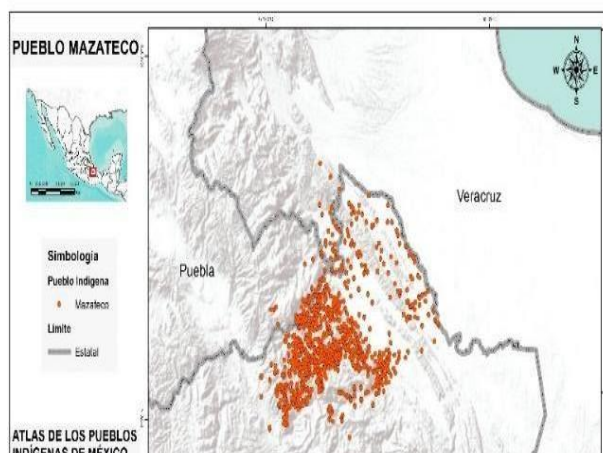 PUEBLO MAZATECO
N
W
E
S
Veracruz
Puebla
Simbología
Pueblo Indígena
Mazateco
Límite
Estatal
ATLAS DE LOS PUEBLOS
INDÍGENAS DE MÉXICO